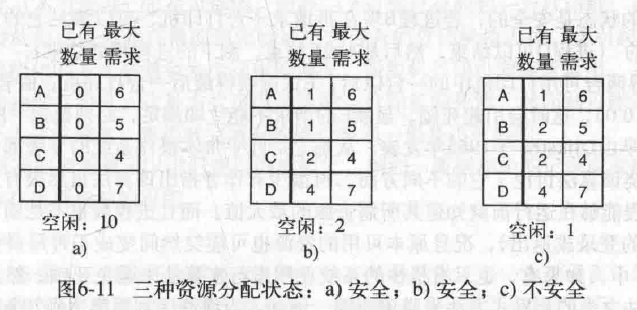 已有 最大
数量 需求
A 0 6
B 0 5
C 0 4
D 0 7
空闲：10
a)
已有 最大
数量 需求
A 1 6
B 1 5
C 2 4
D 4 7
空闲：2
b)
已有 最大
数量 需求
A 1 6
B 2 5
C 2 4
D 4 7
空闲：1
c)
图6-11 三种资源分配状态：a) 安全；b) 安全；c) 不安全